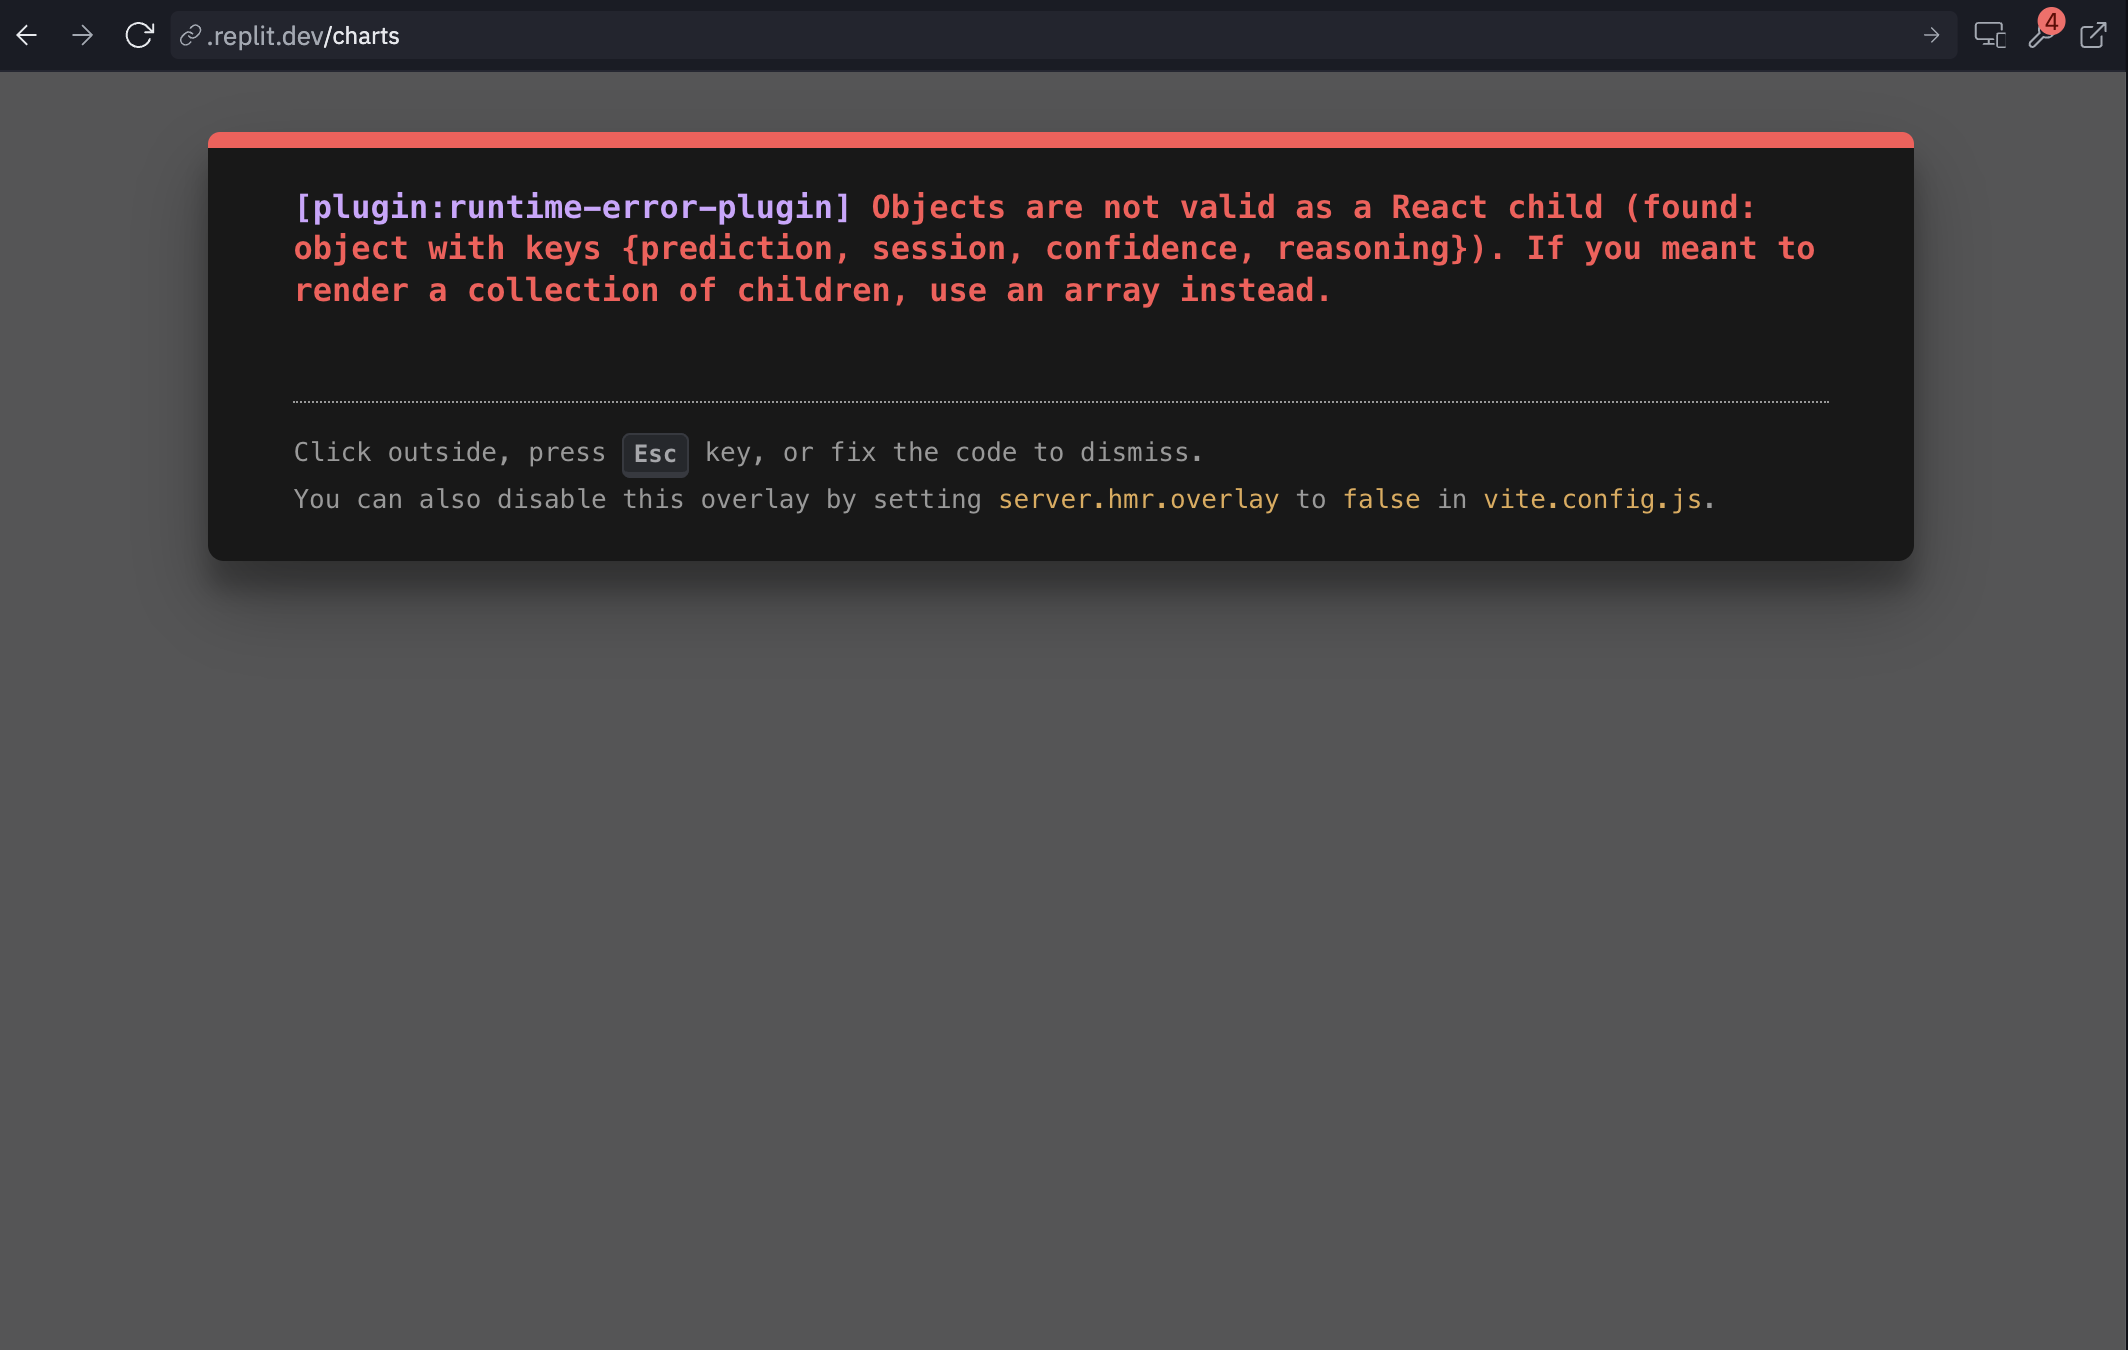 .replit.dev/charts
4
[plugin:runtime-error-plugin] Objects are not valid as a React child (found:
object with keys {prediction, session, confidence, reasoning}). If you meant to
render a collection of children, use an array instead.
Click outside, press Esc key, or fix the code to dismiss.
You can also disable this overlay by setting server.hmr.overlay to false in vite.config.js.